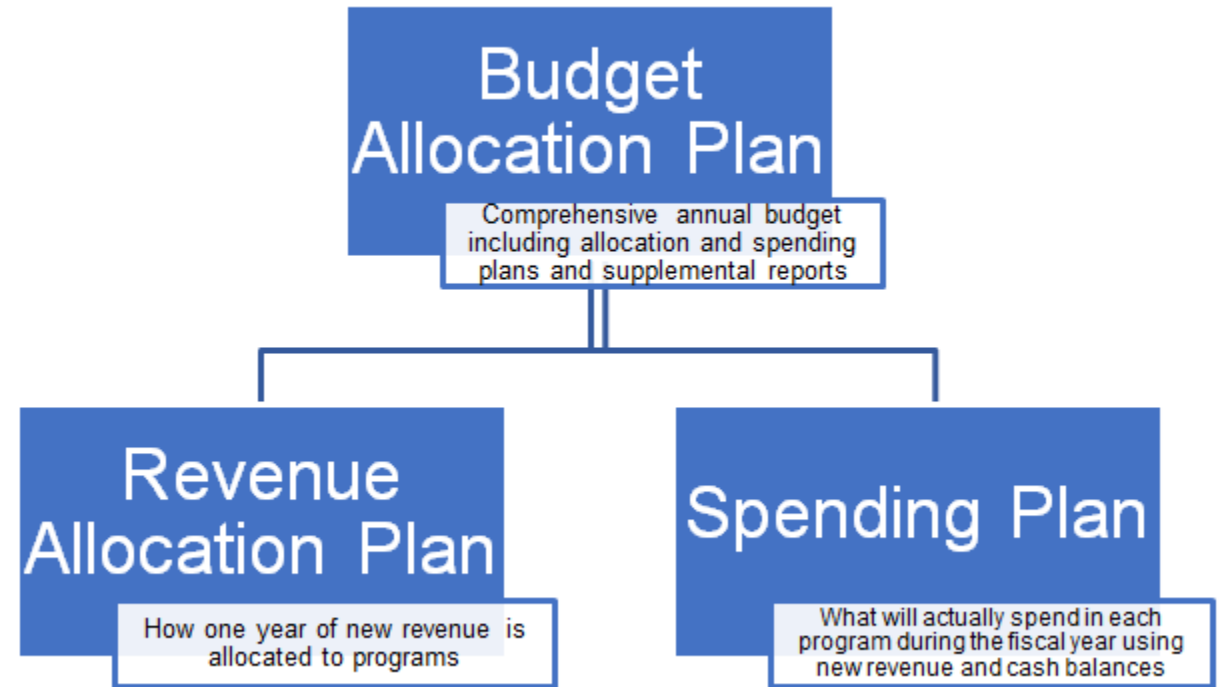 Budget
Allocation Plan
Comprehensive annual budget
including allocation and spending
plans and supplemental reports
Revenue
Allocation Plan
How one year of new revenue is
allocated to programs
Spending Plan
What will actually spend in each
program during the fiscal year using
new revenue and cash balances